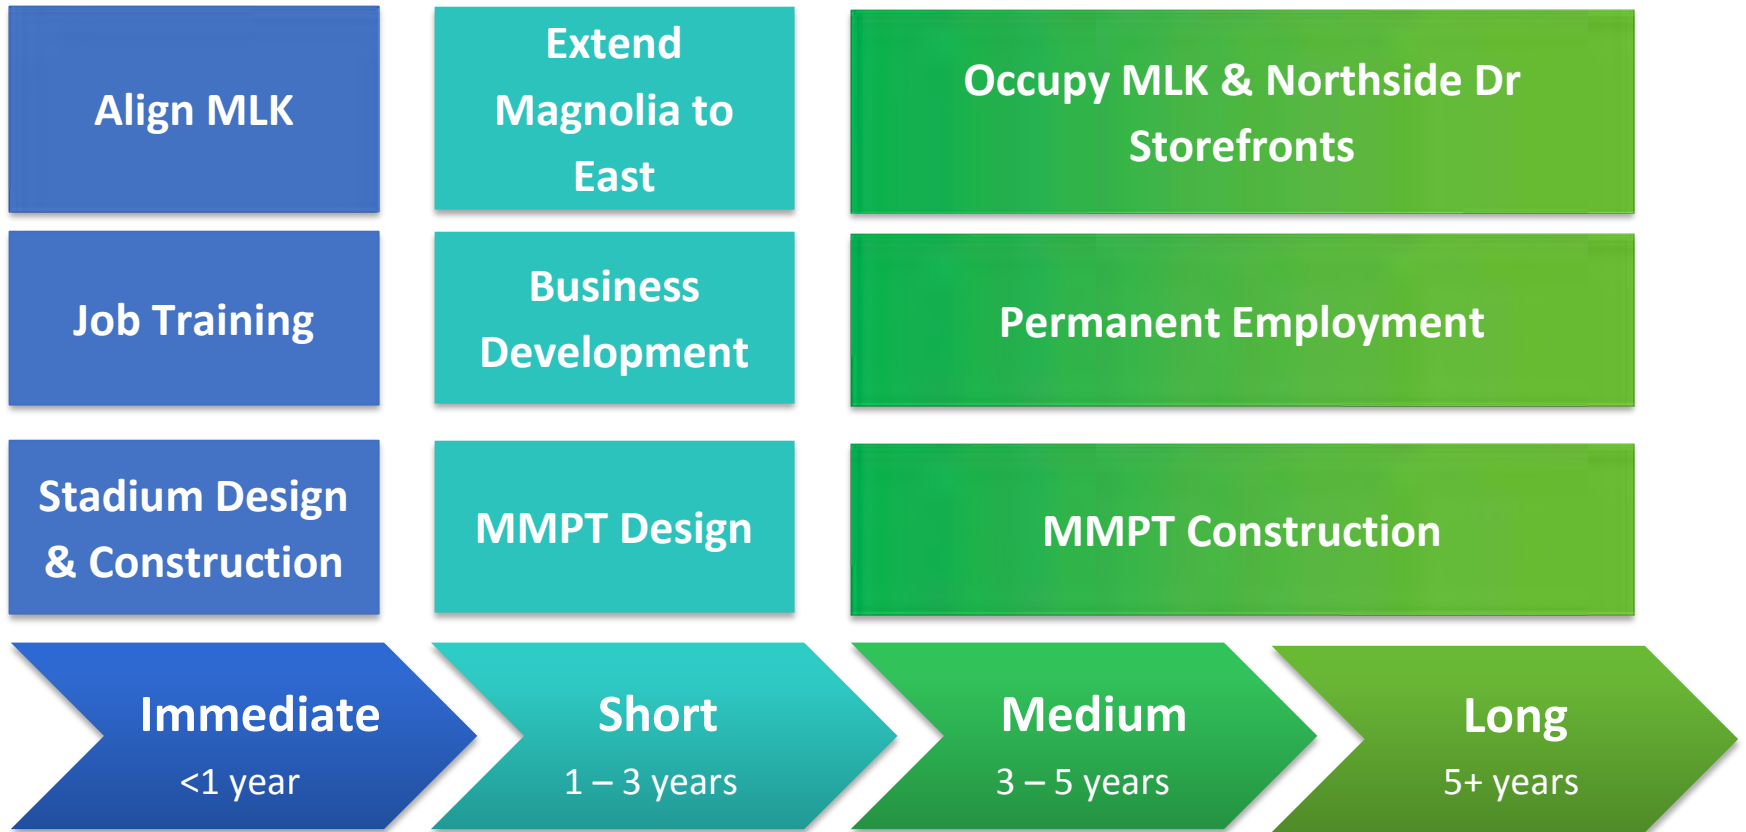 Align MLK
Extend
Magnolia to
East
Occupy MLK & Northside Dr
Storefronts
Job Training
Business
Development
Permanent Employment
Stadium Design
& Construction
MMPT Design
MMPT Construction
Immediate
<1 year
Short
1 – 3 years
Medium
3 – 5 years
Long
5+ years